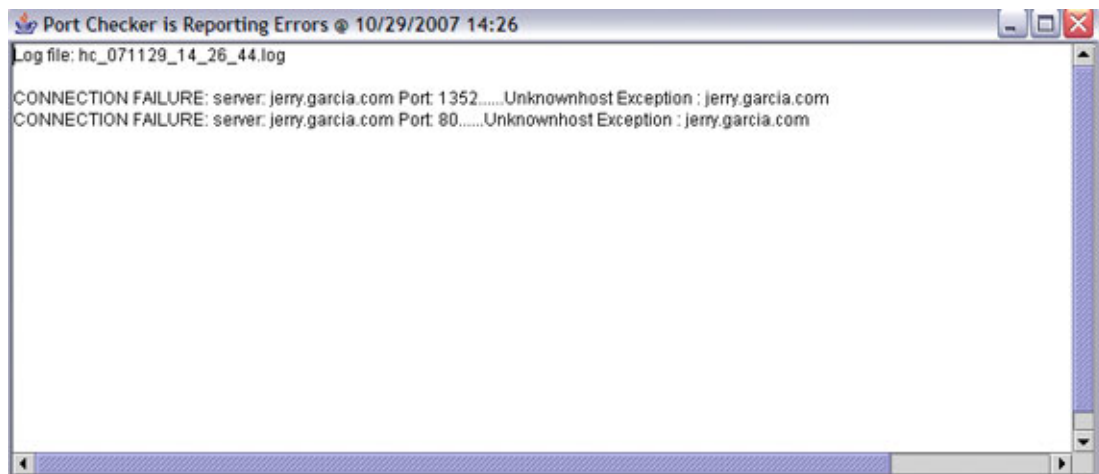 Port Checker is Reporting Errors @ 10/29/2007 14:26
Log file: hc_071129_14_26_44.log
CONNECTION FAILURE: server: jerry.garcia.com Port: 1352......Unknownhost Exception : jerry.garcia.com
CONNECTION FAILURE: server: jerry.garcia.com Port: 80......Unknownhost Exception : jerry.garcia.com